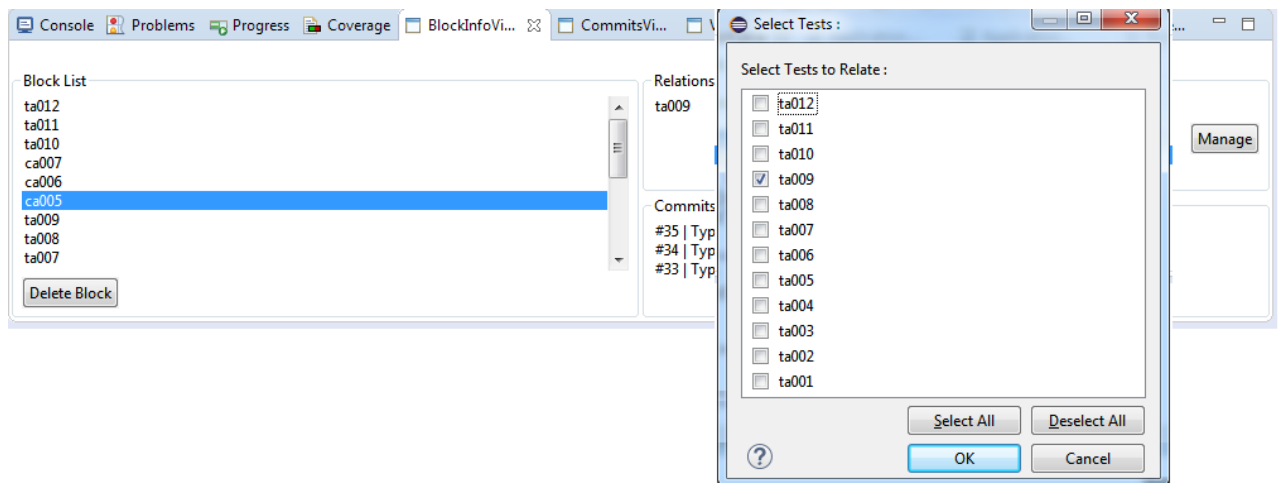 Console Problems Progress Coverage BlockInfoVi... CommitsVi...
Block List
ta012
ta011
ta010
ca007
ca006
ca005
ta009
ta008
ta007
Delete Block
Relations
ta009
Manage
Commits
#35 | Typ
#34 | Typ
#33 | Typ
Select Tests :
Select Tests to Relate :
ta012
ta011
ta010
ta009
ta008
ta007
ta006
ta005
ta004
ta003
ta002
ta001
Select All Deselect All
OK Cancel